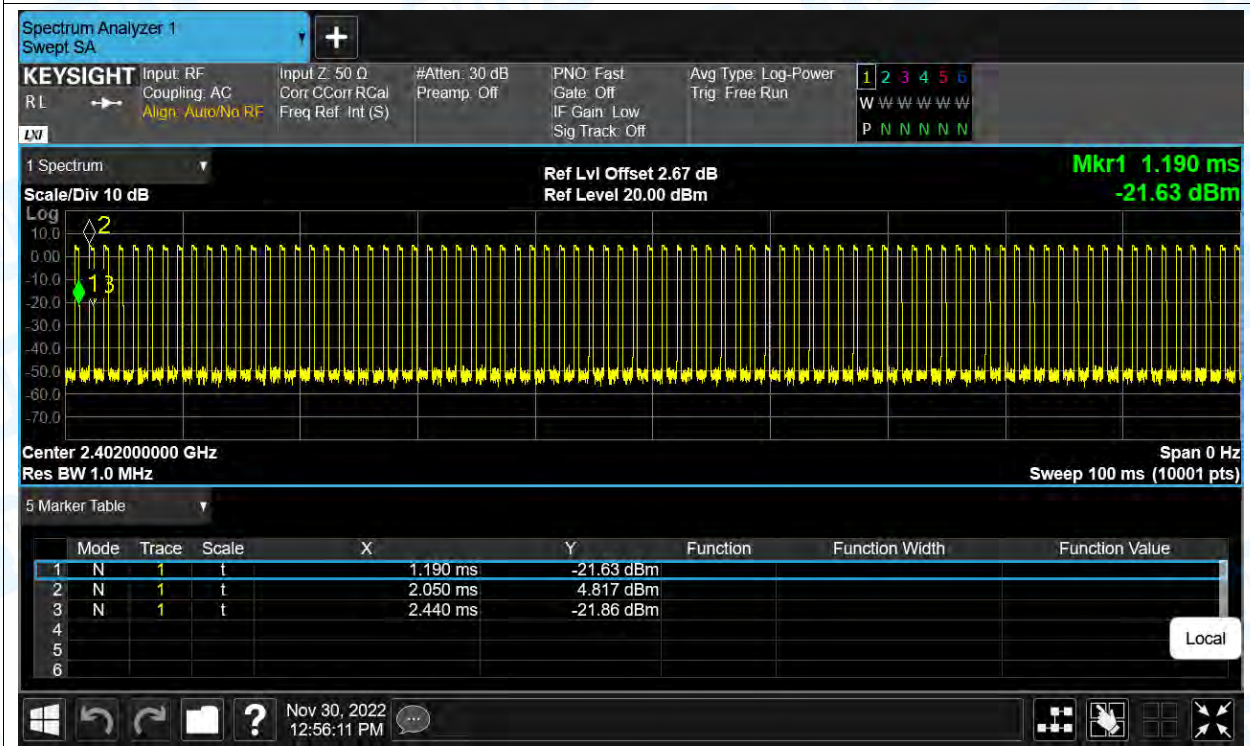 Spectrum Analyzer 1
Swept SA
+
KEYSIGHT
RL
LXI
Input: RF
Coupling: AC
Align: Auto/No RF
Input Z: 50 Ω
Corr CCorr RCal
Freq Ref: Int (S)
#Atten: 30 dB
Preamp: Off
PNO: Fast
Gate: Off
IF Gain: Low
Sig Track: Off
Avg Type: Log-Power
Trig: Free Run
1 2 3 4 5 6
W W W W W W
P N N N N N
1 Spectrum
Scale/Div 10 dB
Ref Lvl Offset 2.67 dB
Ref Level 20.00 dBm
Mkr1 1.190 ms
-21.63 dBm
Log
10.0
0.00
-10.0
-20.0
-30.0
-40.0
-50.0
-60.0
-70.0
2
1 3
Center 2.402000000 GHz
Res BW 1.0 MHz
Span 0 Hz
Sweep 100 ms (10001 pts)
5 Marker Table
Mode Trace Scale X Y Function Function Width Function Value
1 N 1 t 1.190 ms -21.63 dBm
2 N 1 t 2.050 ms 4.817 dBm
3 N 1 t 2.440 ms -21.86 dBm
4
5
6
Local
?
Nov 30, 2022
12:56:11 PM